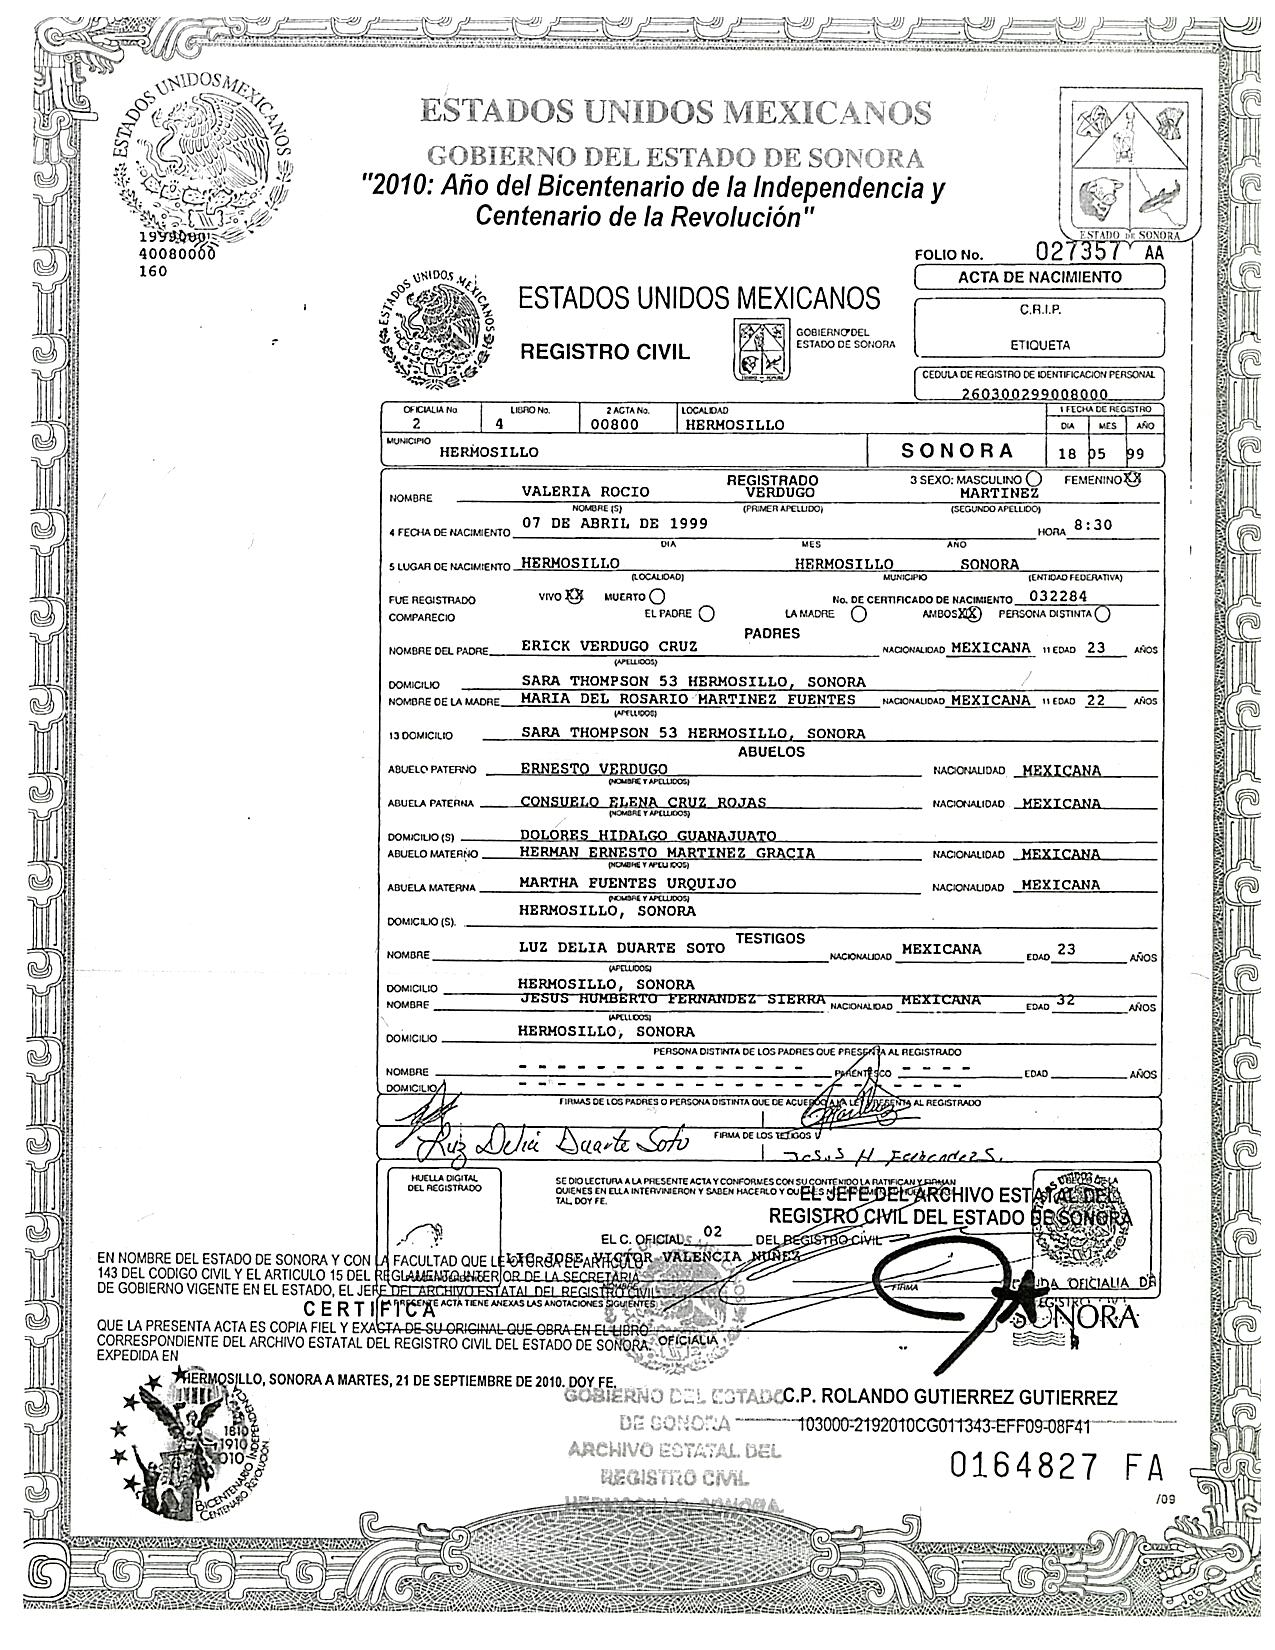 ESTADOS UNIDOS MEXICANOS
ESTADOS UNIDOS MEXICANOS
GOBIERNO DEL ESTADO DE SONORA
"2010: Año del Bicentenario de la Independencia y
Centenario de la Revolución"
ESTADO DE SONORA
1999000
40080000
160
FOLIO No. 027357 AA
ACTA DE NACIMIENTO
C.R.I.P.
ETIQUETA
ESTADOS UNIDOS MEXICANOS
ESTADOS UNIDOS MEXICANOS
REGISTRO CIVIL
GOBIERNO DEL
ESTADO DE SONORA
CEDULA DE REGISTRO DE IDENTIFICACION PERSONAL
260300299008000
OFICIALIA No. LIBRO No. 2 ACTA No. LOCALIDAD 1 FECHA DE REGISTRO
2 4 00800 HERMOSILLO DIA MES AÑO
MUNICIPIO
HERMOSILLO SONORA 18 05 99
REGISTRADO 3 SEXO: MASCULINO FEMENINO XX
NOMBRE VALERIA ROCIO VERDUGO MARTINEZ
NOMBRE (S) (PRIMER APELLIDO) (SEGUNDO APELLIDO)
4 FECHA DE NACIMIENTO 07 DE ABRIL DE 1999 HORA 8:30
DIA MES AÑO
5 LUGAR DE NACIMIENTO HERMOSILLO HERMOSILLO SONORA
(LOCALIDAD) MUNICIPIO (ENTIDAD FEDERATIVA)
FUE REGISTRADO VIVO XX MUERTO No. DE CERTIFICADO DE NACIMIENTO 032284
COMPARECIO EL PADRE LA MADRE AMBOS XX PERSONA DISTINTA
PADRES
NOMBRE DEL PADRE ERICK VERDUGO CRUZ NACIONALIDAD MEXICANA 11 EDAD 23 AÑOS
(APELLIDOS)
DOMICILIO SARA THOMPSON 53 HERMOSILLO, SONORA
NOMBRE DE LA MADRE MARIA DEL ROSARIO MARTINEZ FUENTES NACIONALIDAD MEXICANA 11 EDAD 22 AÑOS
(APELLIDOS)
13 DOMICILIO SARA THOMPSON 53 HERMOSILLO, SONORA
ABUELOS
ABUELO PATERNO ERNESTO VERDUGO NACIONALIDAD MEXICANA
(NOMBRE Y APELLIDOS)
ABUELA PATERNA CONSUELO ELENA CRUZ ROJAS NACIONALIDAD MEXICANA
(NOMBRE Y APELLIDOS)
DOMICILIO (S) DOLORES HIDALGO GUANAJUATO
ABUELO MATERNO HERMAN ERNESTO MARTINEZ GRACIA NACIONALIDAD MEXICANA
(NOMBRE Y APELLIDOS)
ABUELA MATERNA MARTHA FUENTES URQUIJO NACIONALIDAD MEXICANA
(NOMBRE Y APELLIDOS)
DOMICILIO (S). HERMOSILLO, SONORA
TESTIGOS
NOMBRE LUZ DELIA DUARTE SOTO NACIONALIDAD MEXICANA EDAD 23 AÑOS
(APELLIDOS)
DOMICILIO HERMOSILLO, SONORA
NOMBRE JESUS HUMBERTO FERNANDEZ SIERRA NACIONALIDAD MEXICANA EDAD 32 AÑOS
(APELLIDOS)
DOMICILIO HERMOSILLO, SONORA
PERSONA DISTINTA DE LOS PADRES QUE PRESENTA AL REGISTRADO
NOMBRE - - - - - - - - - - - - - - PARENTESCO - - - - EDAD AÑOS
DOMICILIO - - - - - - - - - - - - - - - - - - - - - -
FIRMAS DE LOS PADRES O PERSONA DISTINTA QUE DE ACUERDO A LA LEY PRESENTA AL REGISTRADO
FIRMA DE LOS TETIGOS
Luz Delia Duarte Soto
Jesus H Fernandez S.
HUELLA DIGITAL
DEL REGISTRADO
SE DIO LECTURA A LA PRESENTE ACTA Y CONFORMES CON SU CONTENIDO LA RATIFICAN Y FIRMAN
QUIENES EN ELLA INTERVINIERON Y SABEN HACERLO Y
TAL, DOY FE.
EL JEFE DEL ARCHIVO ESTATAL DEL
REGISTRO CIVIL DEL ESTADO DE SONORA
EL C. OFICIAL 02 DEL REGISTRO CIVIL
LIC JOSE VICTOR VALENCIA NUÑEZ
FIRMA
EN NOMBRE DEL ESTADO DE SONORA Y CON LA FACULTAD QUE LE OTORGA EL ARTICULO
143 DEL CODIGO CIVIL Y EL ARTICULO 15 DEL REGLAMENTO INTERIOR DE LA SECRETARIA
DE GOBIERNO VIGENTE EN EL ESTADO, EL JEFE DEL ARCHIVO ESTATAL DEL REGISTRO CIVIL
CERTIFICA
PRESENTE ACTA TIENE ANEXAS LAS ANOTACIONES SIGUIENTES
QUE LA PRESENTE ACTA ES COPIA FIEL Y EXACTA DE SU ORIGINAL QUE OBRA EN EL LIBRO
CORRESPONDIENTE DEL ARCHIVO ESTATAL DEL REGISTRO CIVIL DEL ESTADO DE SONORA.
EXPEDIDA EN
OFICIALIA
OFICIALIA DE
SONORA
HERMOSILLO, SONORA A MARTES, 21 DE SEPTIEMBRE DE 2010. DOY FE.
GOBIERNO DEL ESTADO
DE SONORA
ARCHIVO ESTATAL DEL
REGISTRO CIVIL
HERMOSILLO, SONORA
C.P. ROLANDO GUTIERREZ GUTIERREZ
103000-2192010CG011343-EFF09-08F41
1810
1910
2010
BICENTENARIO INDEPENDENCIA
CENTENARIO REVOLUCIÓN
0164827 FA
/09